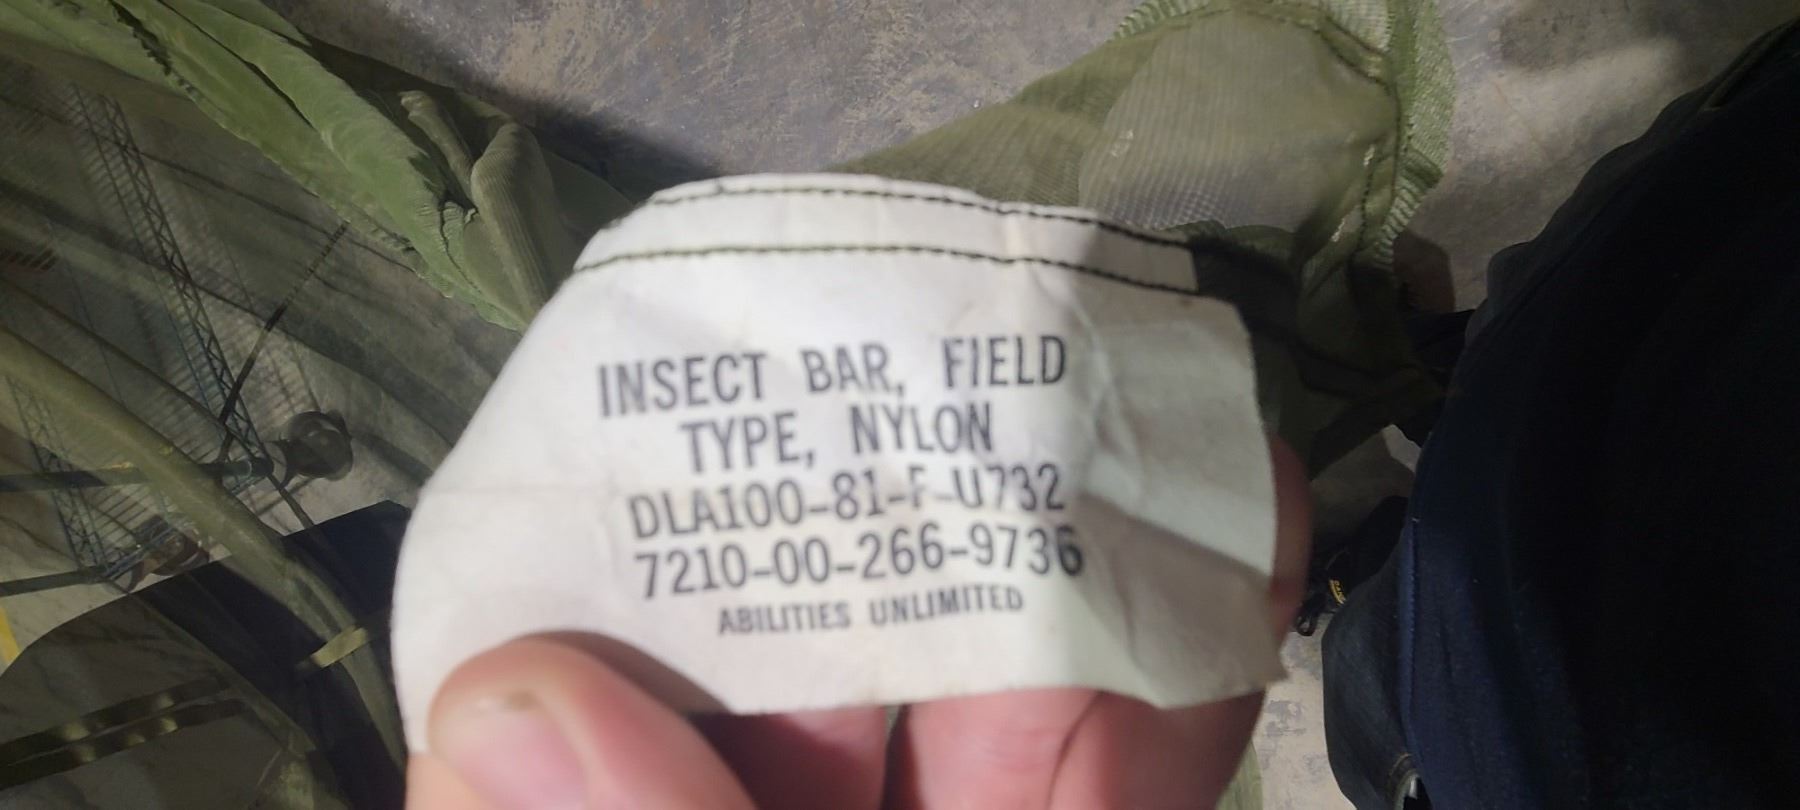 INSECT BAR, FIELD
TYPE, NYLON
DLA100-81-F-U732
7210-00-266-9736
ABILITIES UNLIMITED